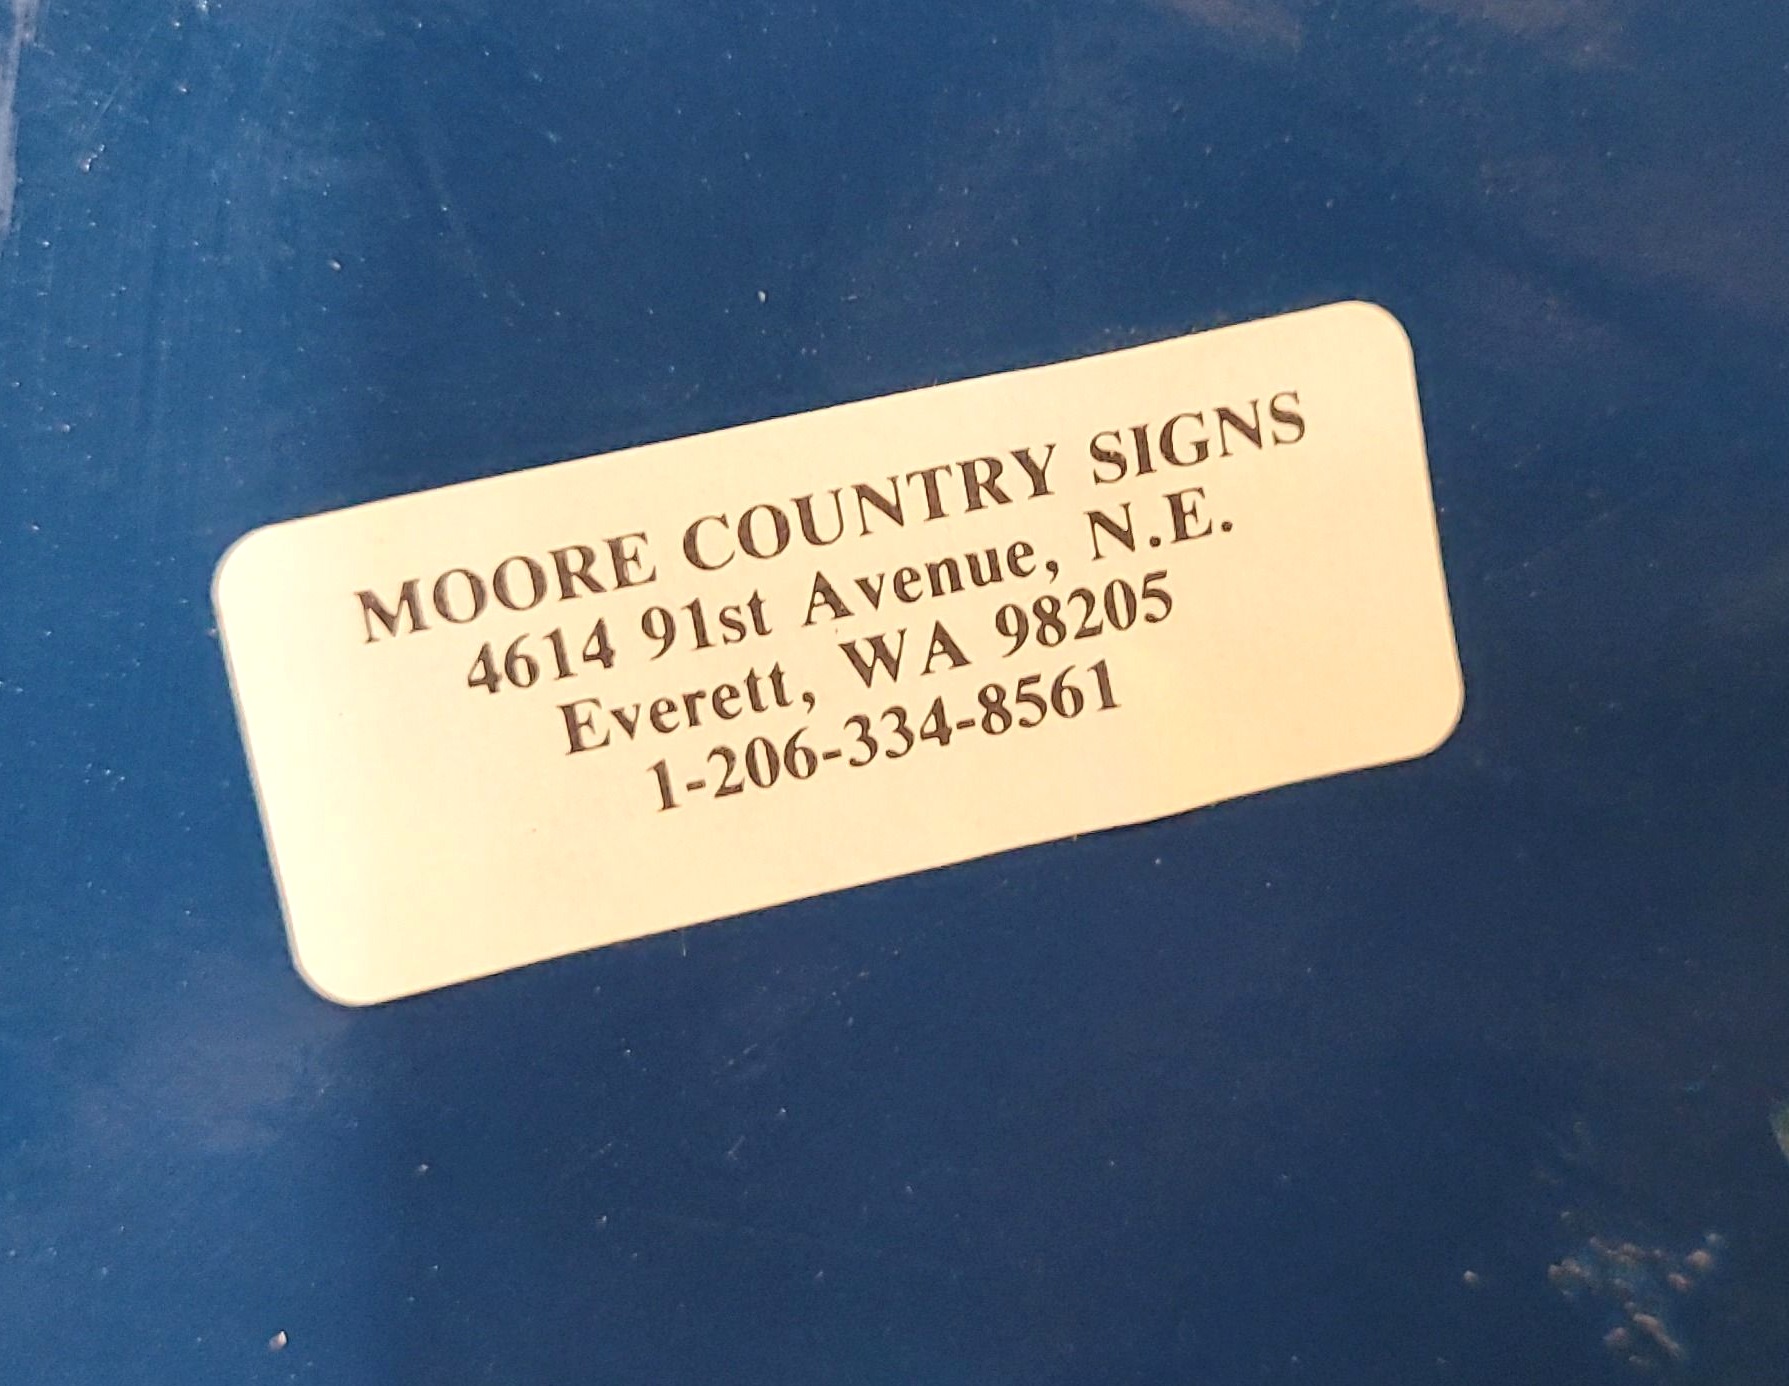 MOORE COUNTRY SIGNS
4614 91st Avenue, N.E.
Everett, WA 98205
1-206-334-8561